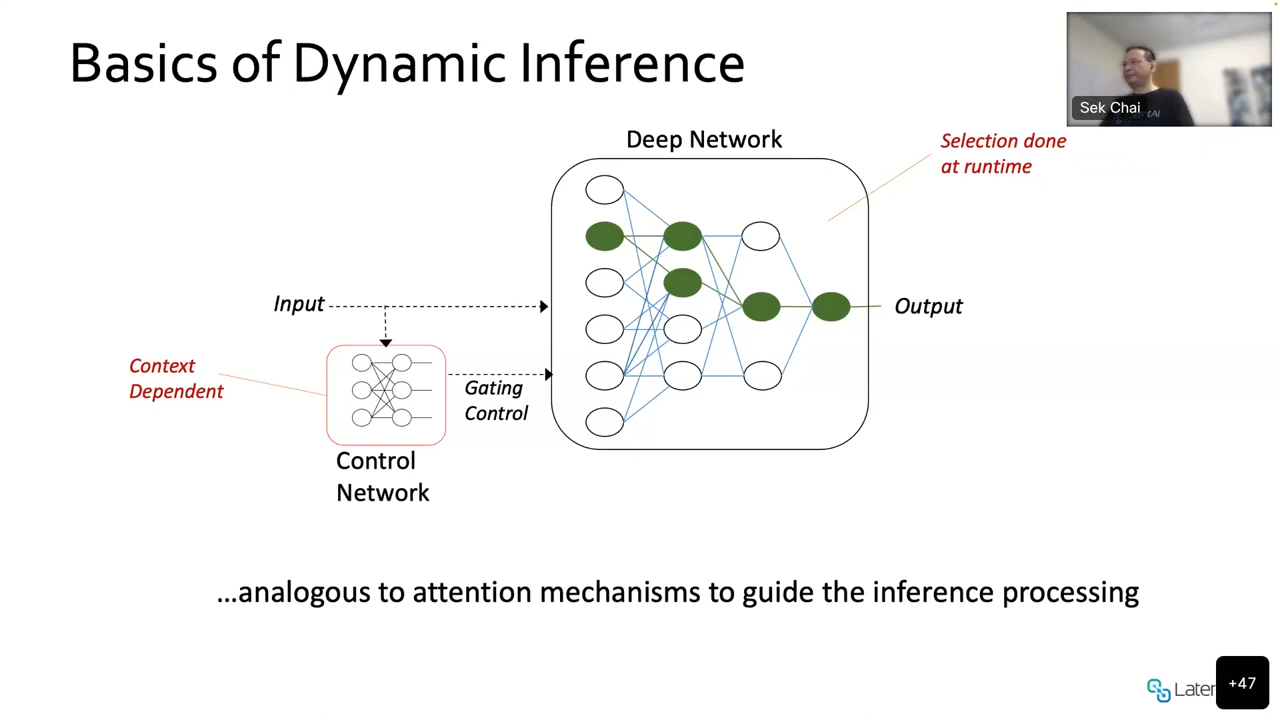 Basics of Dynamic Inference
Sek Chai
Deep Network
Selection done
at runtime
Input
Output
Context
Dependent
Gating
Control
Control
Network
...analogous to attention mechanisms to guide the inference processing
+47